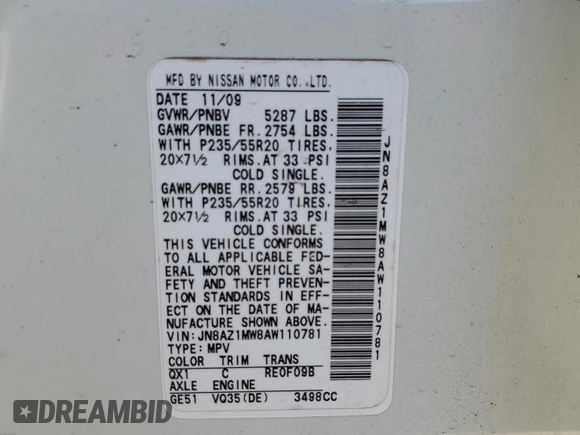 MFD BY NISSAN MOTOR CO.,LTD.
DATE 11/09
GVWR/PNBV 5287 LBS.
GAWR/PNBE FR. 2754 LBS.
WITH P235/55R20 TIRES.
20X7½ RIMS. AT 33 PSI
COLD SINGLE.
GAWR/PNBE RR. 2579 LBS.
WITH P235/55R20 TIRES.
20X7½ RIMS. AT 33 PSI
COLD SINGLE.
THIS VEHICLE CONFORMS
TO ALL APPLICABLE FED-
ERAL MOTOR VEHICLE SA-
FETY AND THEFT PREVEN-
TION STANDARDS IN EFF-
ECT ON THE DATE OF MA-
NUFACTURE SHOWN ABOVE.
VIN: JN8AZ1MW8AW110781
TYPE: MPV
COLOR TRIM TRANS
QX1 C RE0F09B
AXLE ENGINE
GE51 VQ35(DE) 3498CC
JN8AZ1MW8AW110781
AUTOHELPERBOT.COM